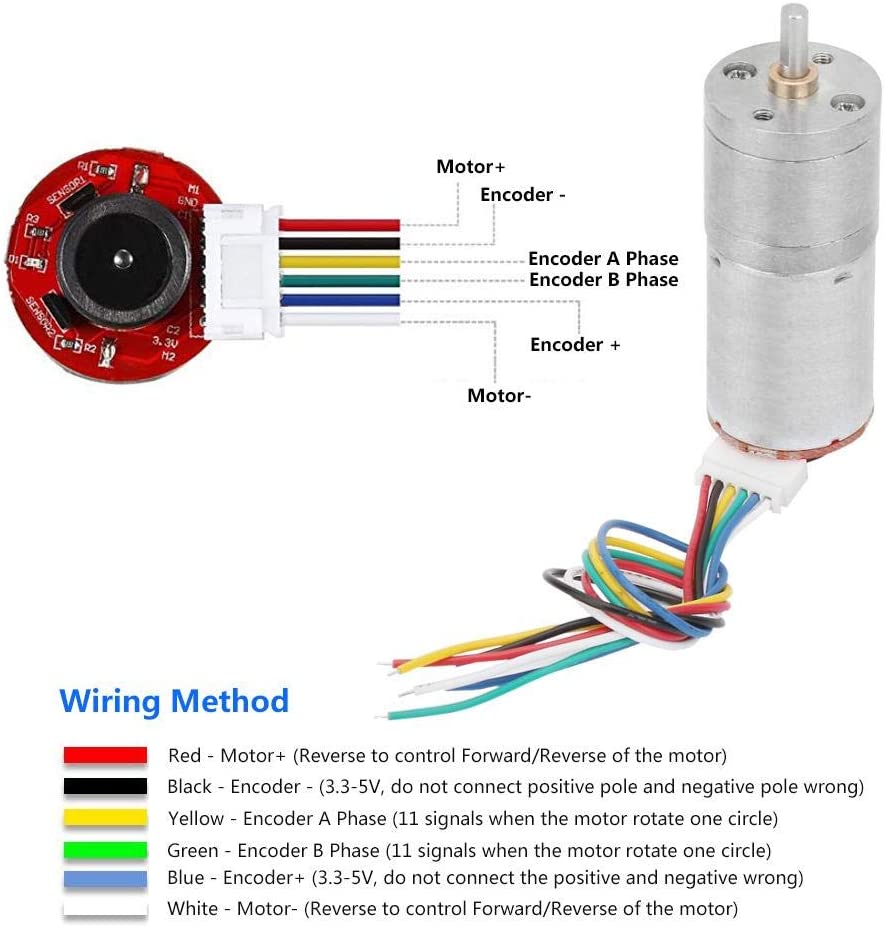 Motor+
Encoder -
Encoder A Phase
Encoder B Phase
Encoder +
Motor-
R1
SENSOR1
R3
D1
SENSOR2
R2
M1
GND
C1
C2
3.3V
M2
Wiring Method
Red - Motor+ (Reverse to control Forward/Reverse of the motor)
Black - Encoder - (3.3-5V, do not connect positive pole and negative pole wrong)
Yellow - Encoder A Phase (11 signals when the motor rotate one circle)
Green - Encoder B Phase (11 signals when the motor rotate one circle)
Blue - Encoder+ (3.3-5V, do not connect the positive and negative wrong)
White - Motor- (Reverse to control Forward/Reverse of the motor)